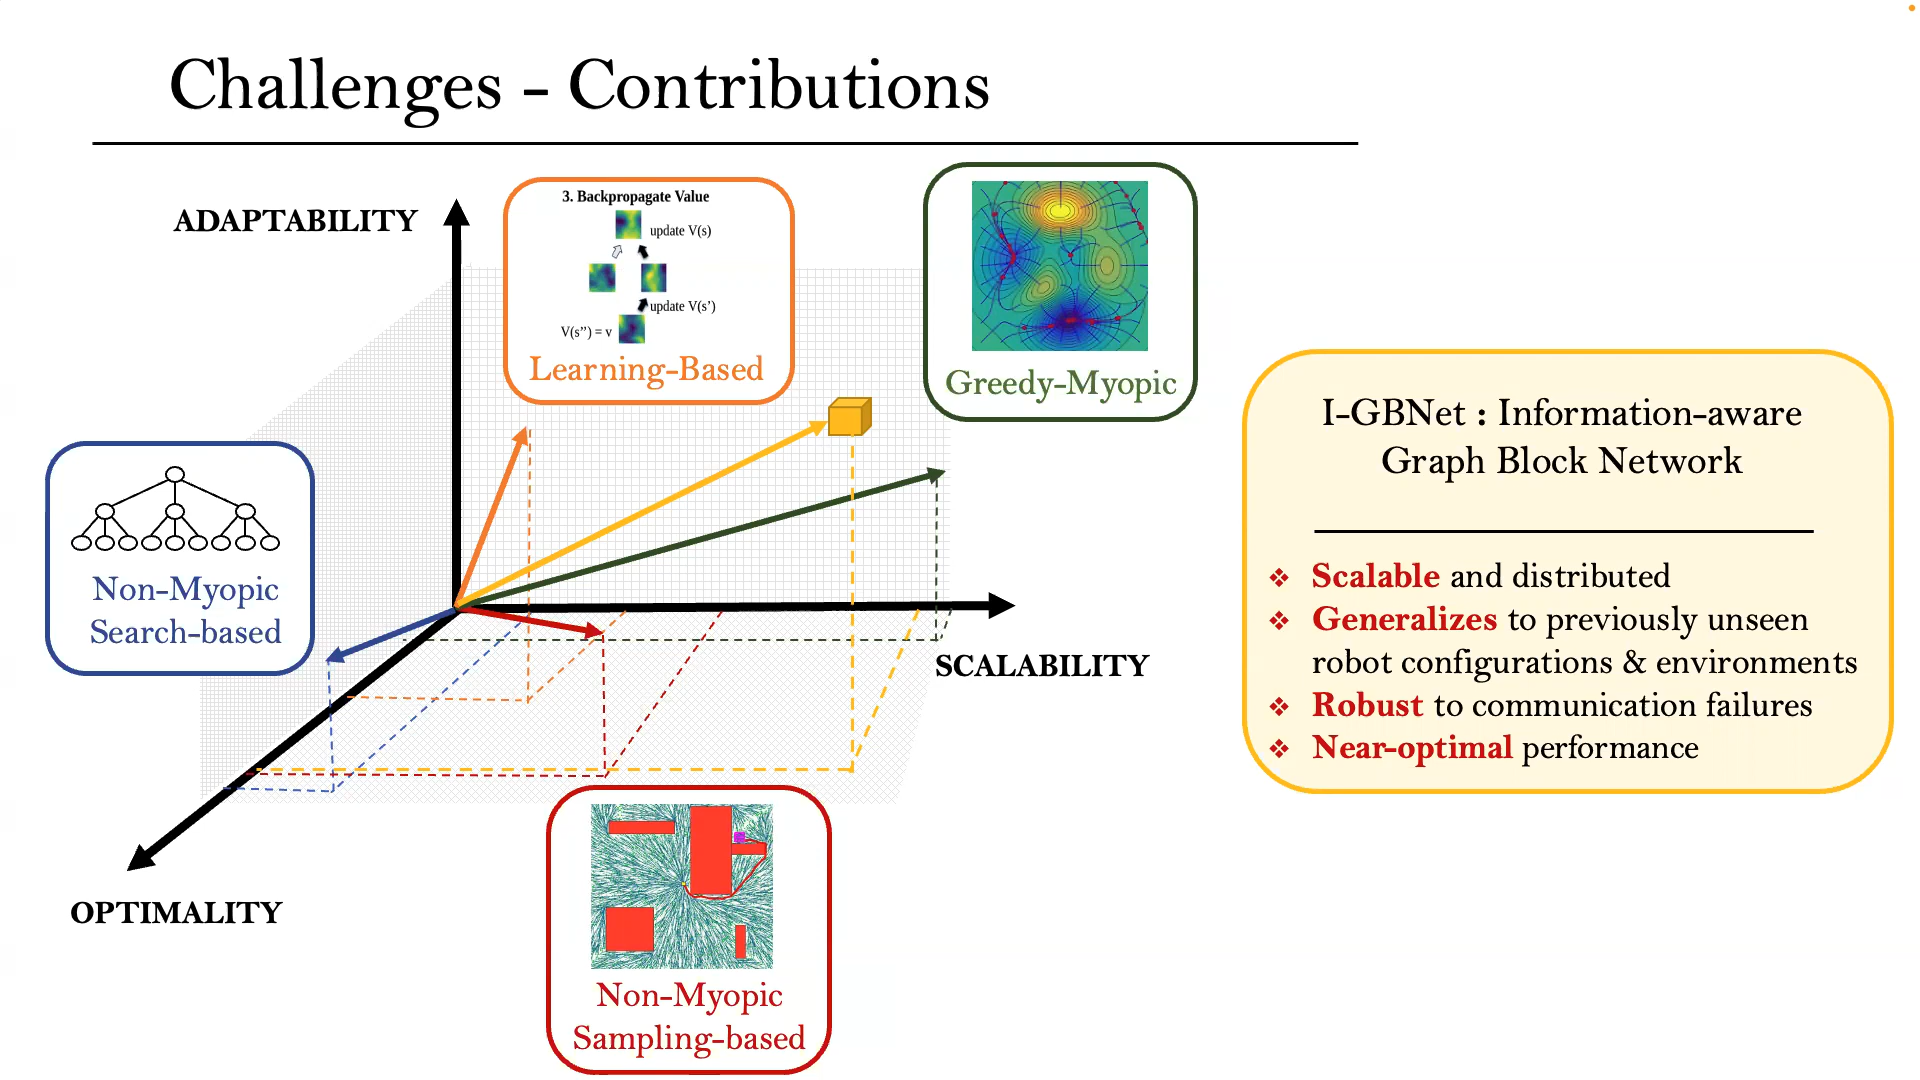 Challenges - Contributions
ADAPTABILITY
3. Backpropagate Value
update V(s)
update V(s’)
V(s’’) = v
Learning-Based
Greedy-Myopic
Non-Myopic
Search-based
SCALABILITY
OPTIMALITY
Non-Myopic
Sampling-based
I-GBNet : Information-aware
Graph Block Network
❖ Scalable and distributed
❖ Generalizes to previously unseen
robot configurations & environments
❖ Robust to communication failures
❖ Near-optimal performance